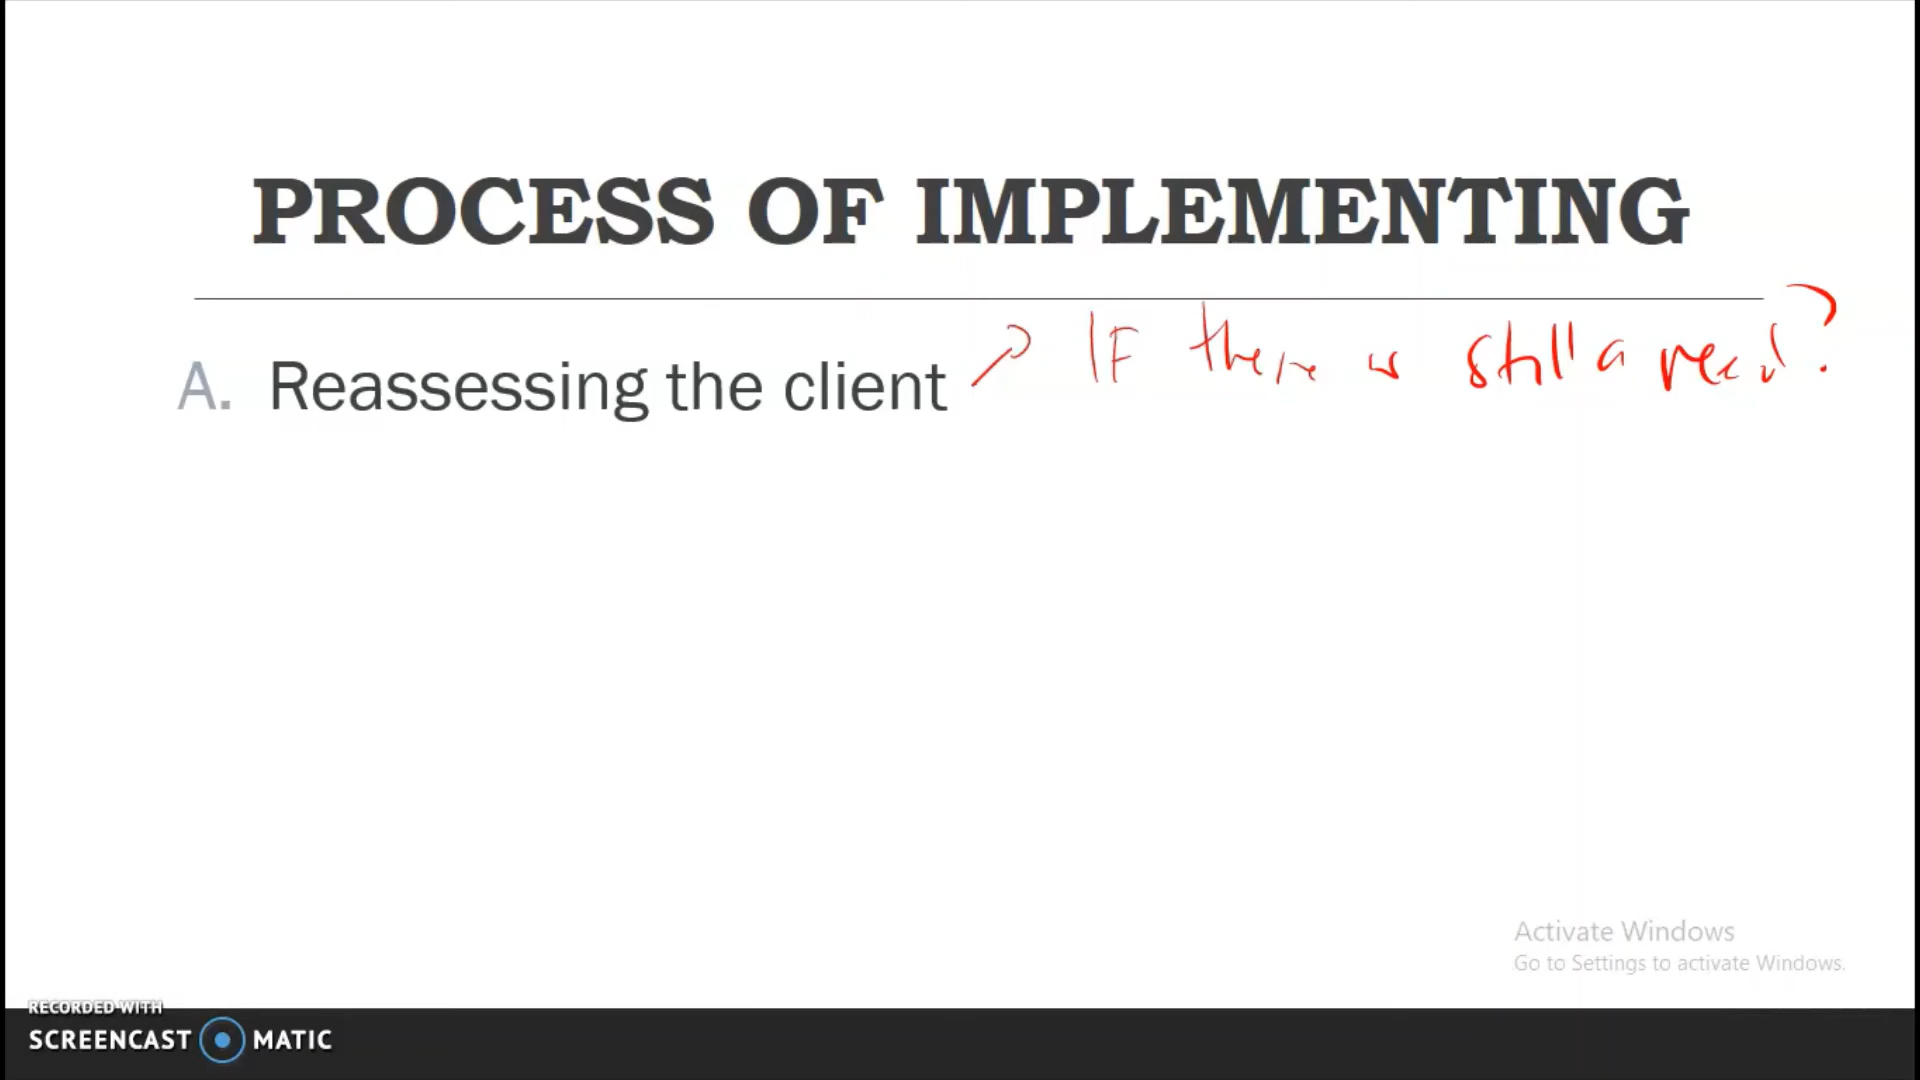 PROCESS OF IMPLEMENTING
A. Reassessing the client
IF there is still a need?
Activate Windows
Go to Settings to activate Windows.
RECORDED WITH
SCREENCAST MATIC